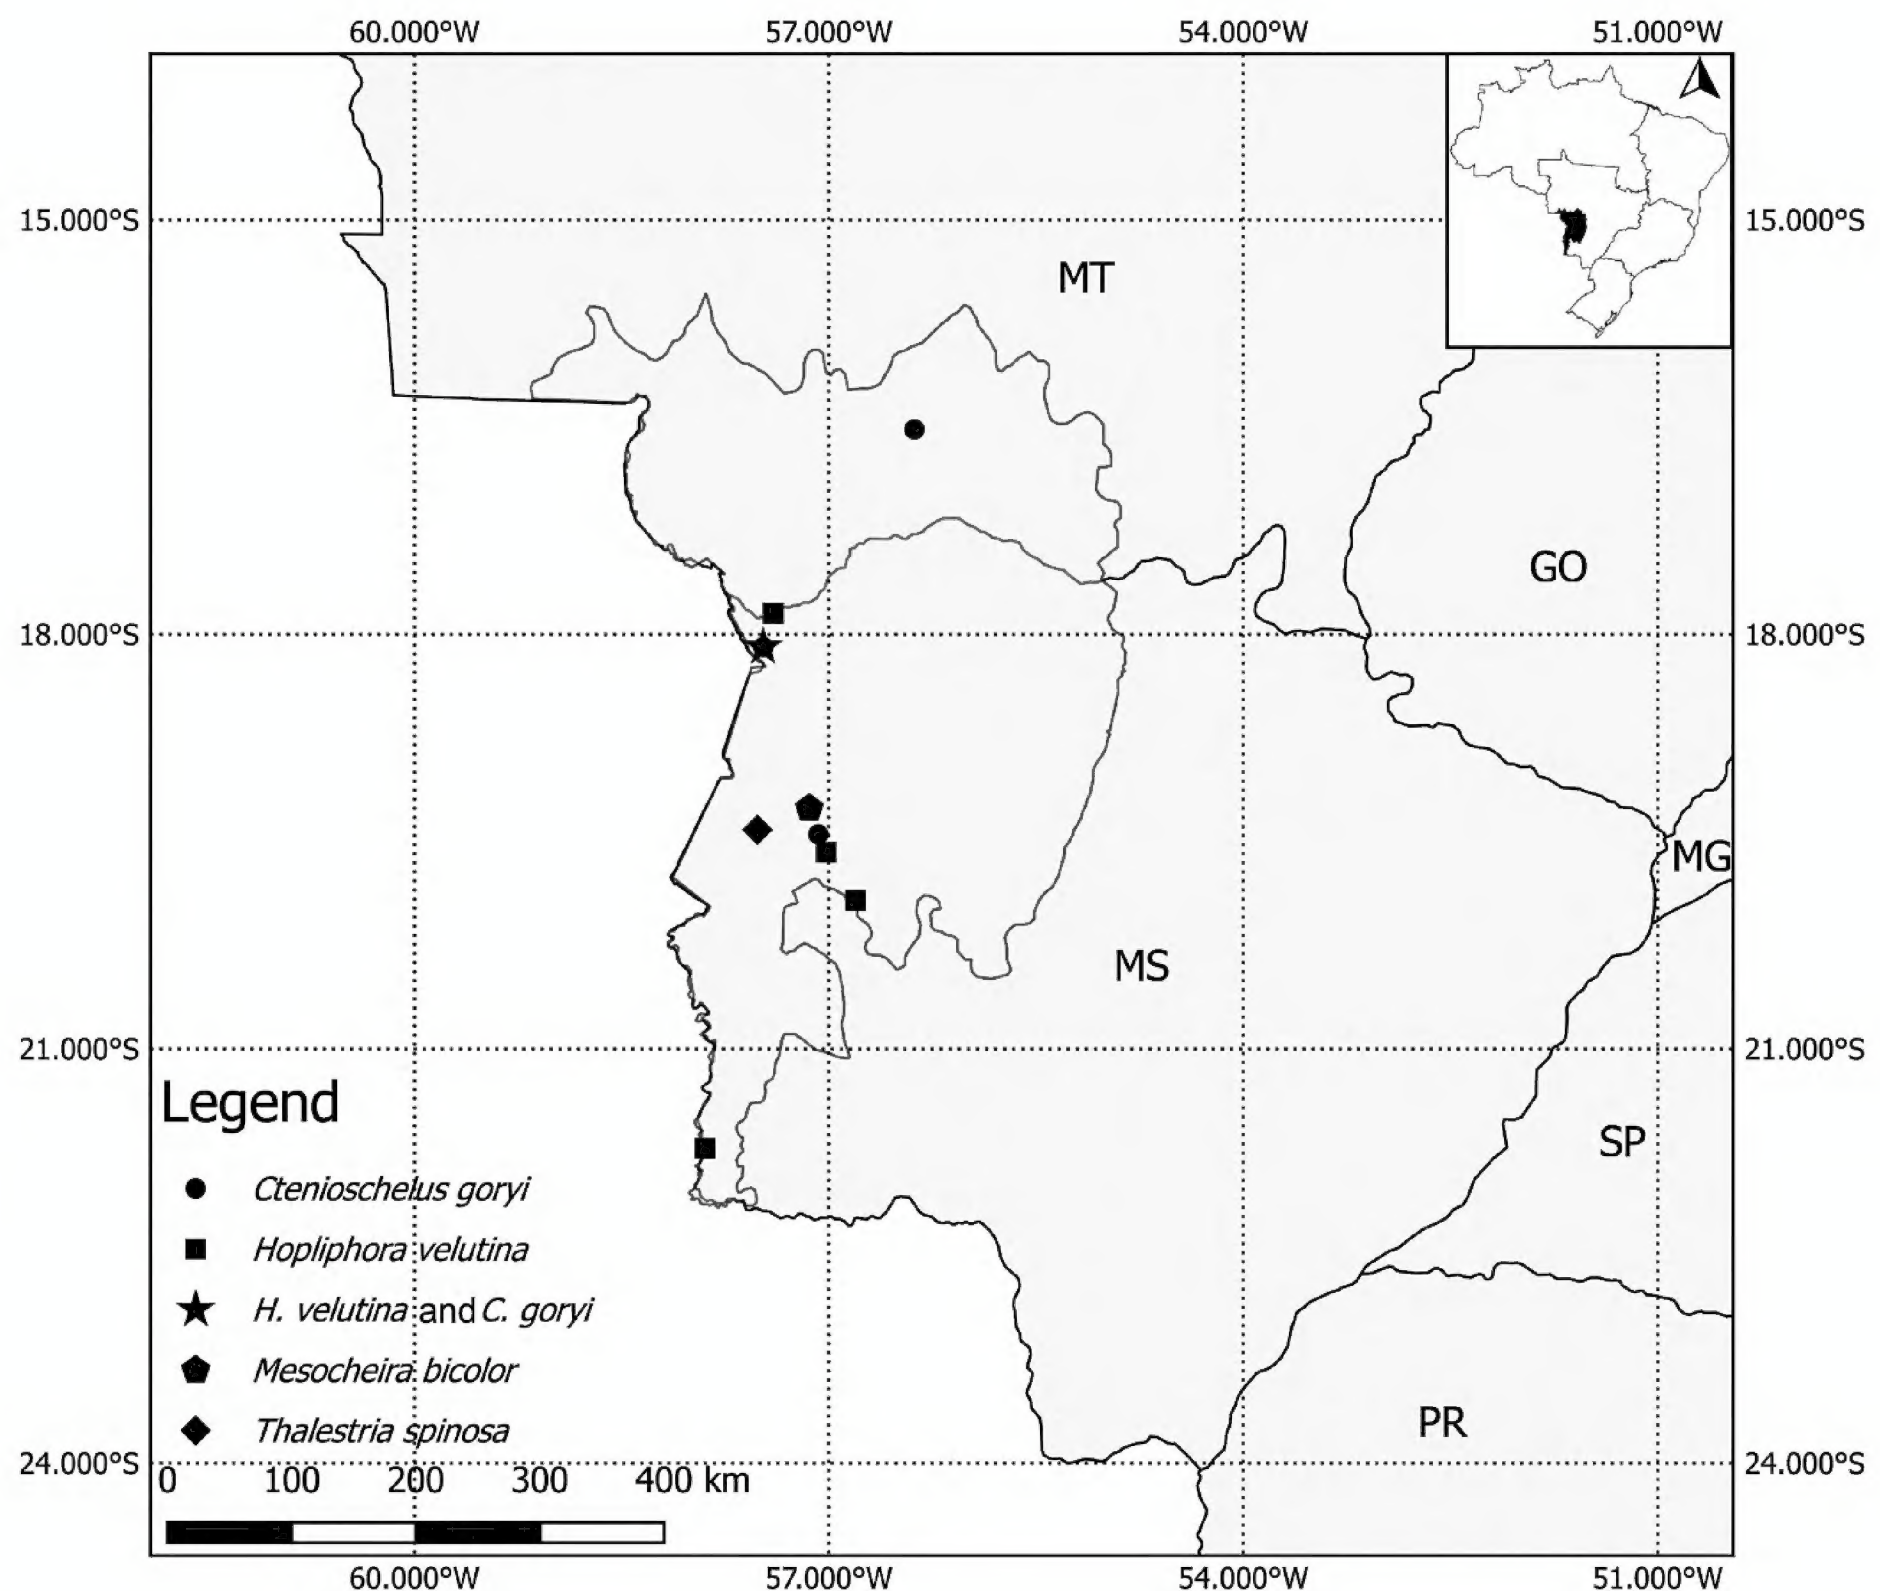 60.000°W 57.000°W 54.000°W 51.000°W
15.000°S 15.000°S
MT
GO
18.000°S 18.000°S
MG
MS
21.000°S 21.000°S
Legend
SP
Ctenioschelus goryi
Hopliphora velutina
H. velutina and C. goryi
Mesocheira bicolor
PR
Thalestria spinosa
24.000°S 24.000°S
0 100 200 300 400 km
60.000°W 57.000°W 54.000°W 51.000°W